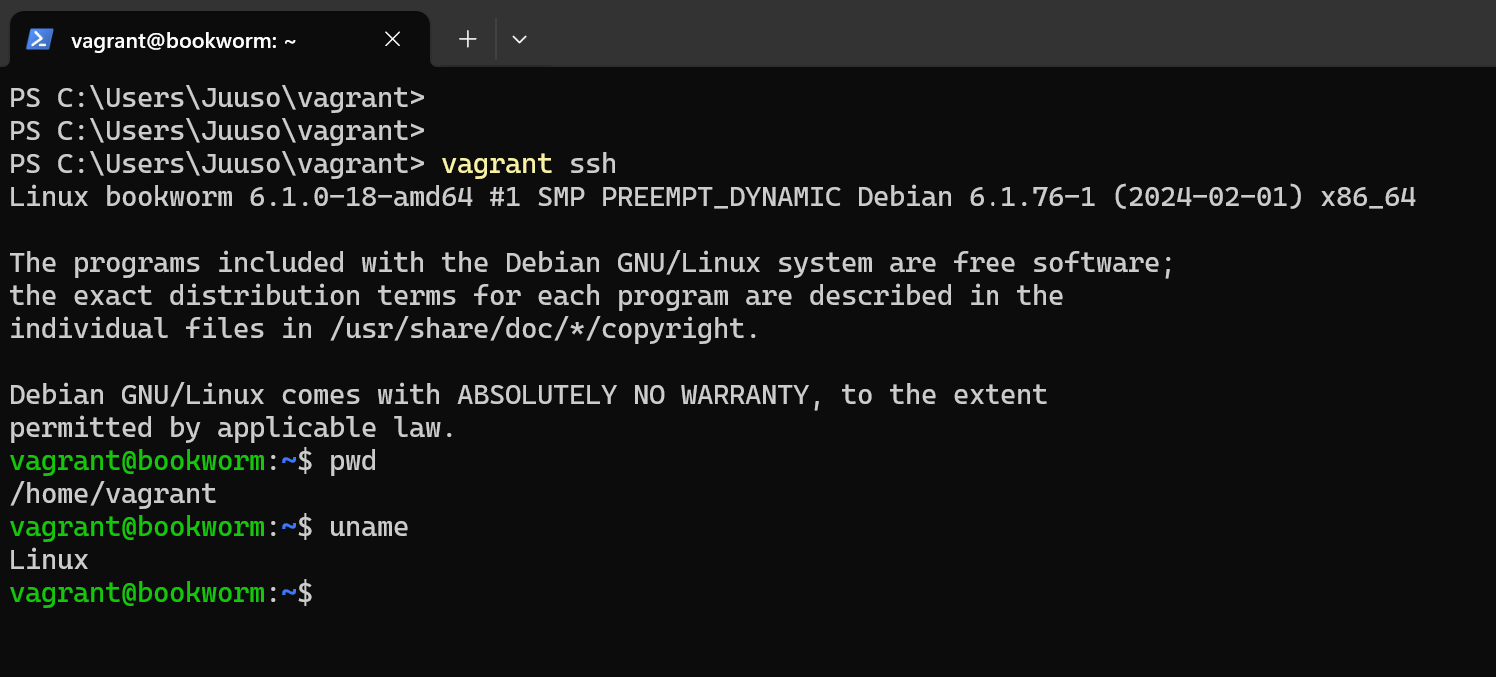 vagrant@bookworm: ~
PS C:\Users\Juuso\vagrant>
PS C:\Users\Juuso\vagrant>
PS C:\Users\Juuso\vagrant> vagrant ssh
Linux bookworm 6.1.0-18-amd64 #1 SMP PREEMPT_DYNAMIC Debian 6.1.76-1 (2024-02-01) x86_64
The programs included with the Debian GNU/Linux system are free software;
the exact distribution terms for each program are described in the
individual files in /usr/share/doc/*/copyright.
Debian GNU/Linux comes with ABSOLUTELY NO WARRANTY, to the extent
permitted by applicable law.
vagrant@bookworm:~$ pwd
/home/vagrant
vagrant@bookworm:~$ uname
Linux
vagrant@bookworm:~$